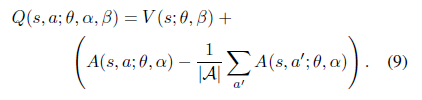 Q(s, a; θ, α, β) = V(s; θ, β) +
( A(s, a; θ, α) − 1/|𝒜| ∑_{a′} A(s, a′; θ, α) ) . (9)